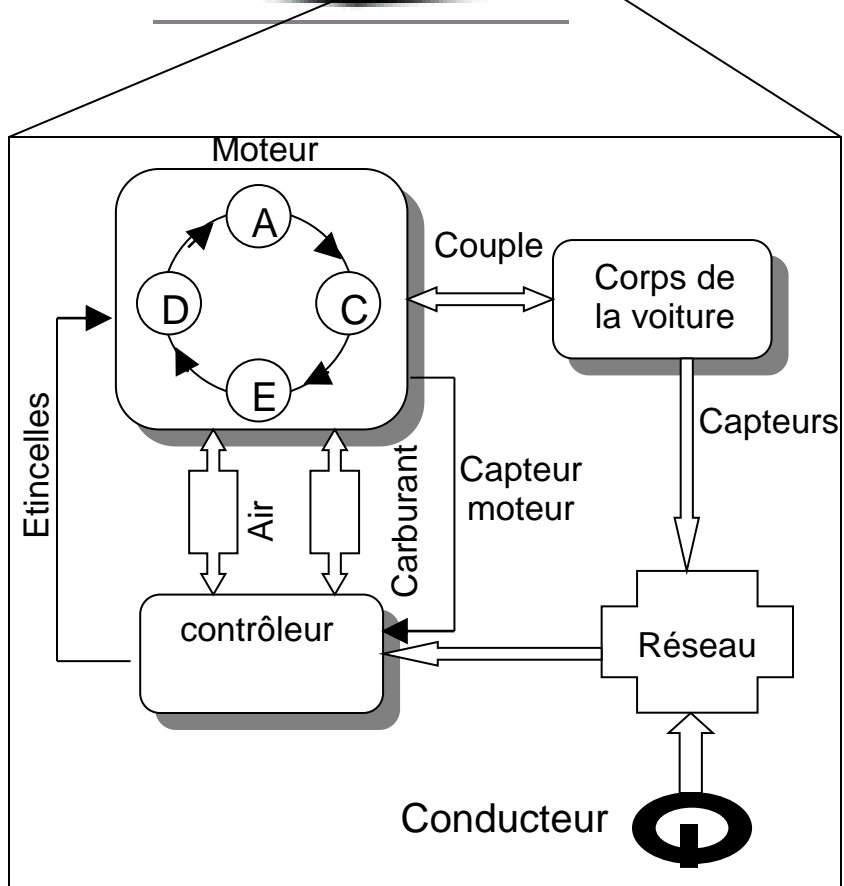 Moteur
A
D
C
E
Couple
Corps de
la voiture
Etincelles
Air
Carburant
Capteur
moteur
Capteurs
contrôleur
Réseau
Conducteur